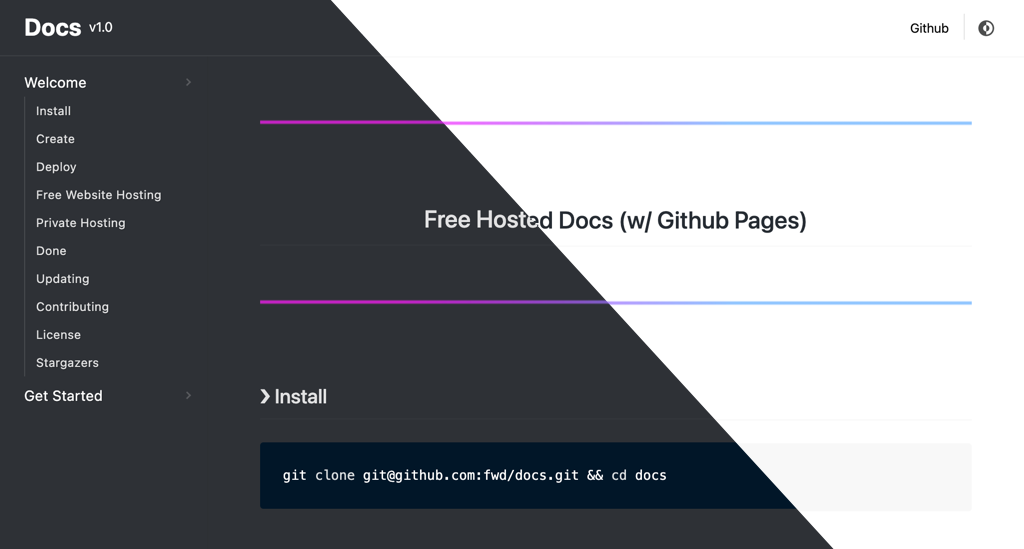 Docs v1.0
Github
Welcome
Install
Create
Deploy
Free Website Hosting
Private Hosting
Done
Updating
Contributing
License
Stargazers
Get Started
Free Hosted Docs (w/ Github Pages)
❯ Install
git clone git@github.com:fwd/docs.git && cd docs